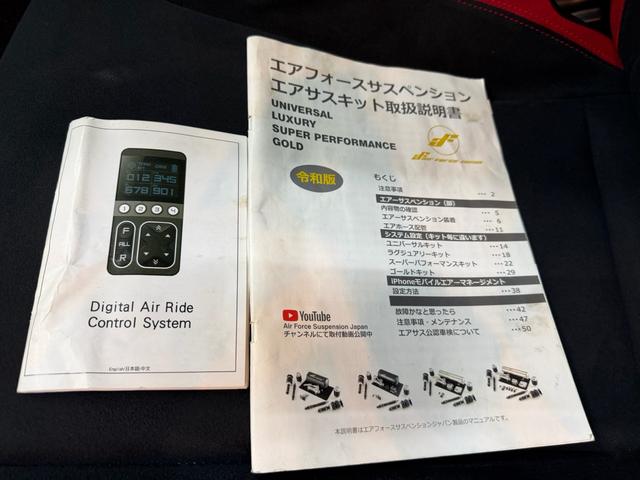 エアフォースサスペンション
エアサスキット取扱説明書
UNIVERSAL
LUXURY
SUPER PERFORMANCE
GOLD
令和版
もくじ
注意事項 ・・・ 2
エアーサスペンション（脚）
内容物の確認 ・・・ 5
エアーサスペンション装着 ・・・ 6
エアホース配管 ・・・11
システム設定（キット毎に違います）
ユニバーサルキット ・・・14
ラグジュアリーキット ・・・18
スーパーパフォーマンスキット ・・・22
ゴールドキット ・・・29
iPhoneモバイルエアーマネージメント
設定方法 ・・・38
故障かなと思ったら ・・・42
注意事項・メンテナンス ・・・47
エアサス公認車検について ・・・50
YouTube
Air Force Suspension Japan
チャンネルにて取付動画公開中
本説明書はエアフォースサスペンションジャパン製品のマニュアルです。
012 345
678 901
1 2 3 4
F
ALL
R
Digital Air Ride
Control System
English/日本語/中文